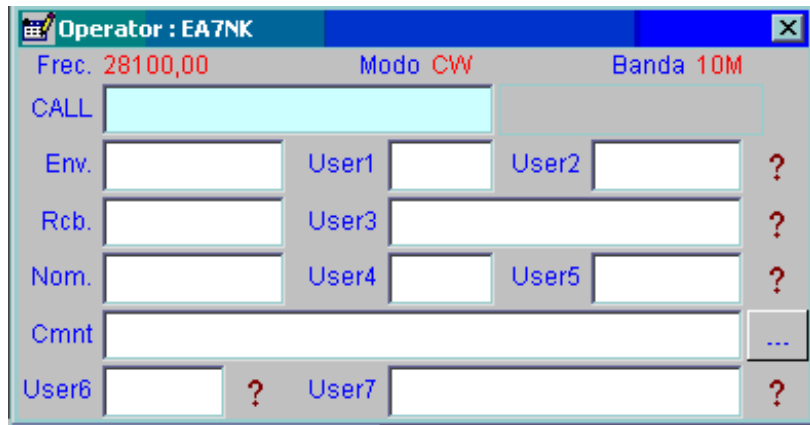 Operator : EA7NK
Frec. 28100,00 Modo CW Banda 10M
CALL
Env. User1 User2 ?
Rcb. User3 ?
Nom. User4 User5 ?
Cmnt ...
User6 ? User7 ?